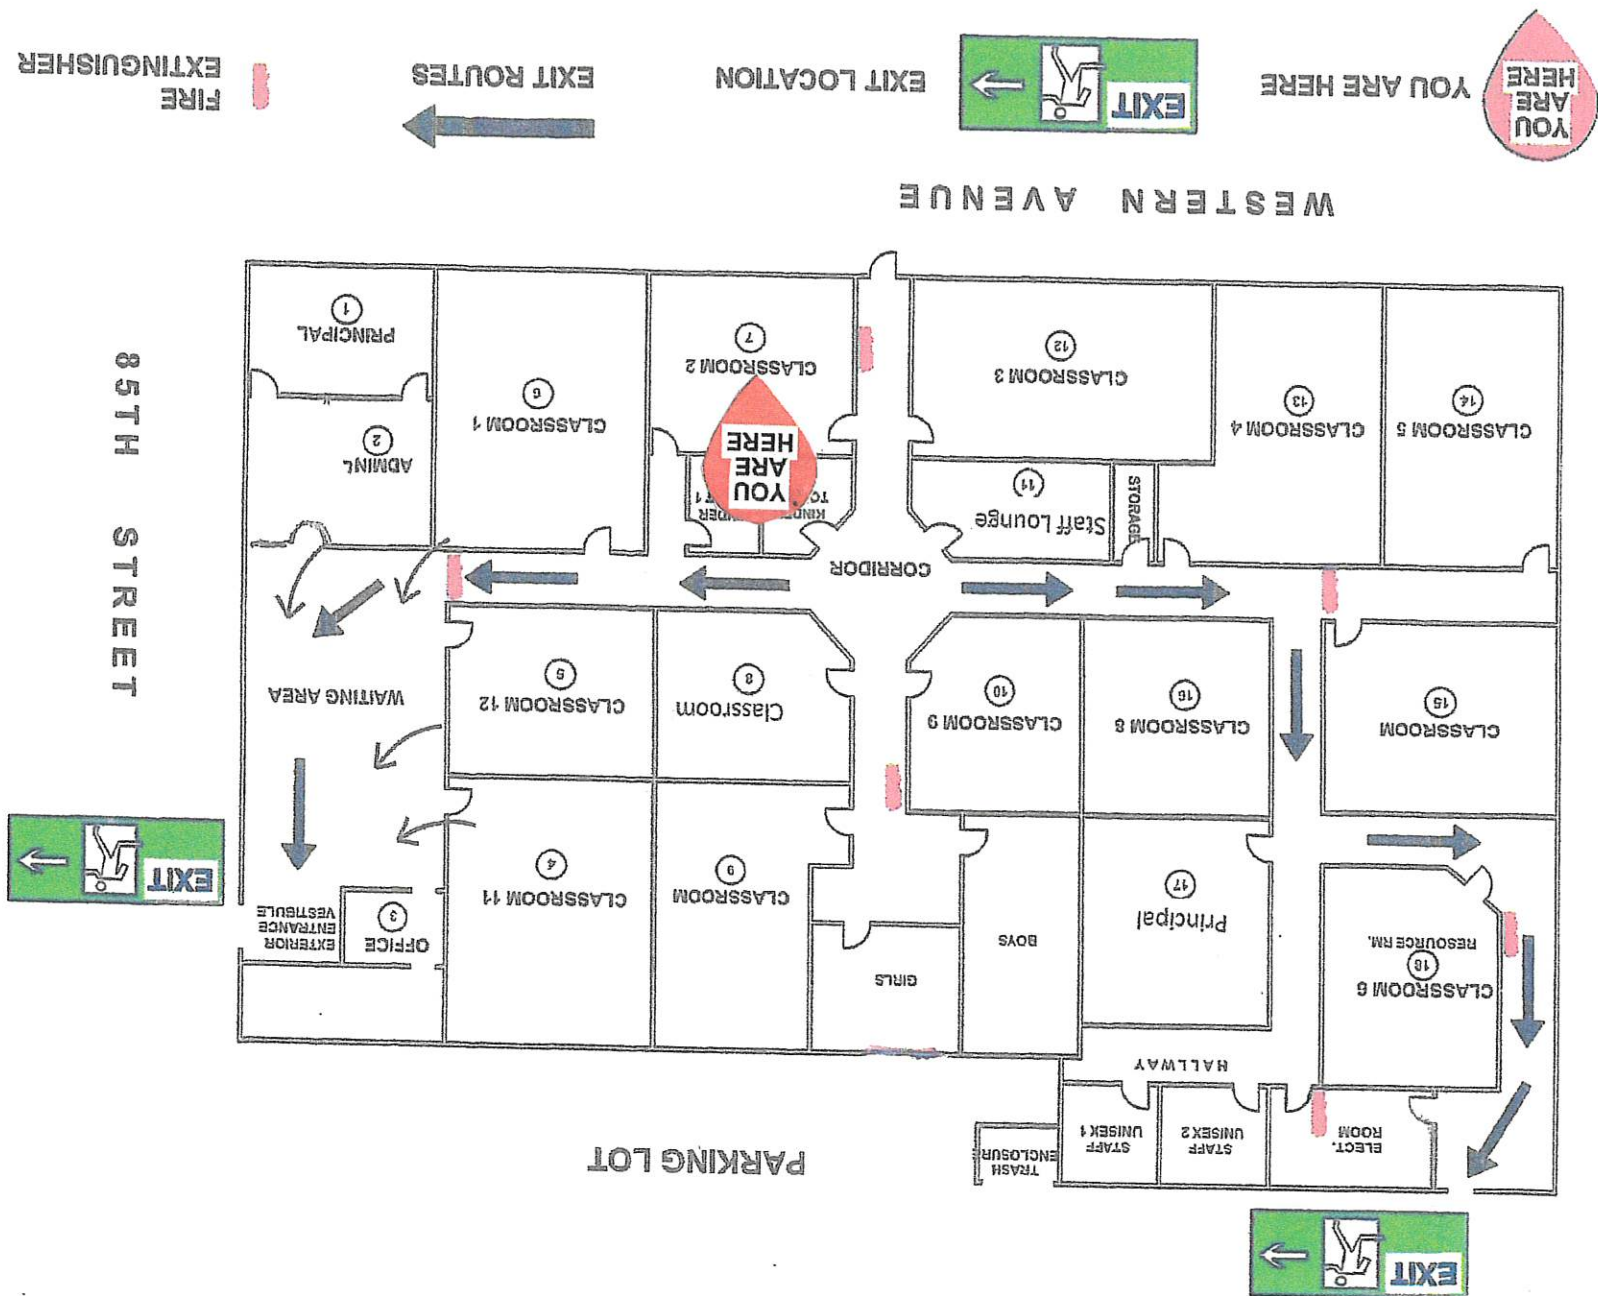 EXIT
PARKING LOT
ELECT.
ROOM
STAFF
UNISEX 2
STAFF
UNISEX 1
TRASH
ENCLOSURE
HALLWAY
CLASSROOM 6
18
RESOURCE RM.
Principal
17
BOYS
GIRLS
CLASSROOM
9
CLASSROOM 11
4
OFFICE
3
EXTERIOR
ENTRANCE
VESTIBULE
EXIT
CLASSROOM
15
CLASSROOM 8
16
CLASSROOM 9
10
Classroom
8
CLASSROOM 12
5
WAITING AREA
85TH STREET
CORRIDOR
CLASSROOM 5
14
CLASSROOM 4
13
STORAGE
Staff Lounge
11
CLASSROOM 3
12
YOU
ARE
HERE
CLASSROOM 2
7
CLASSROOM 1
6
ADMIN'L
2
PRINCIPAL
1
WESTERN AVENUE
YOU
ARE
HERE
YOU ARE HERE
EXIT
EXIT LOCATION
EXIT ROUTES
FIRE
EXTINGUISHER